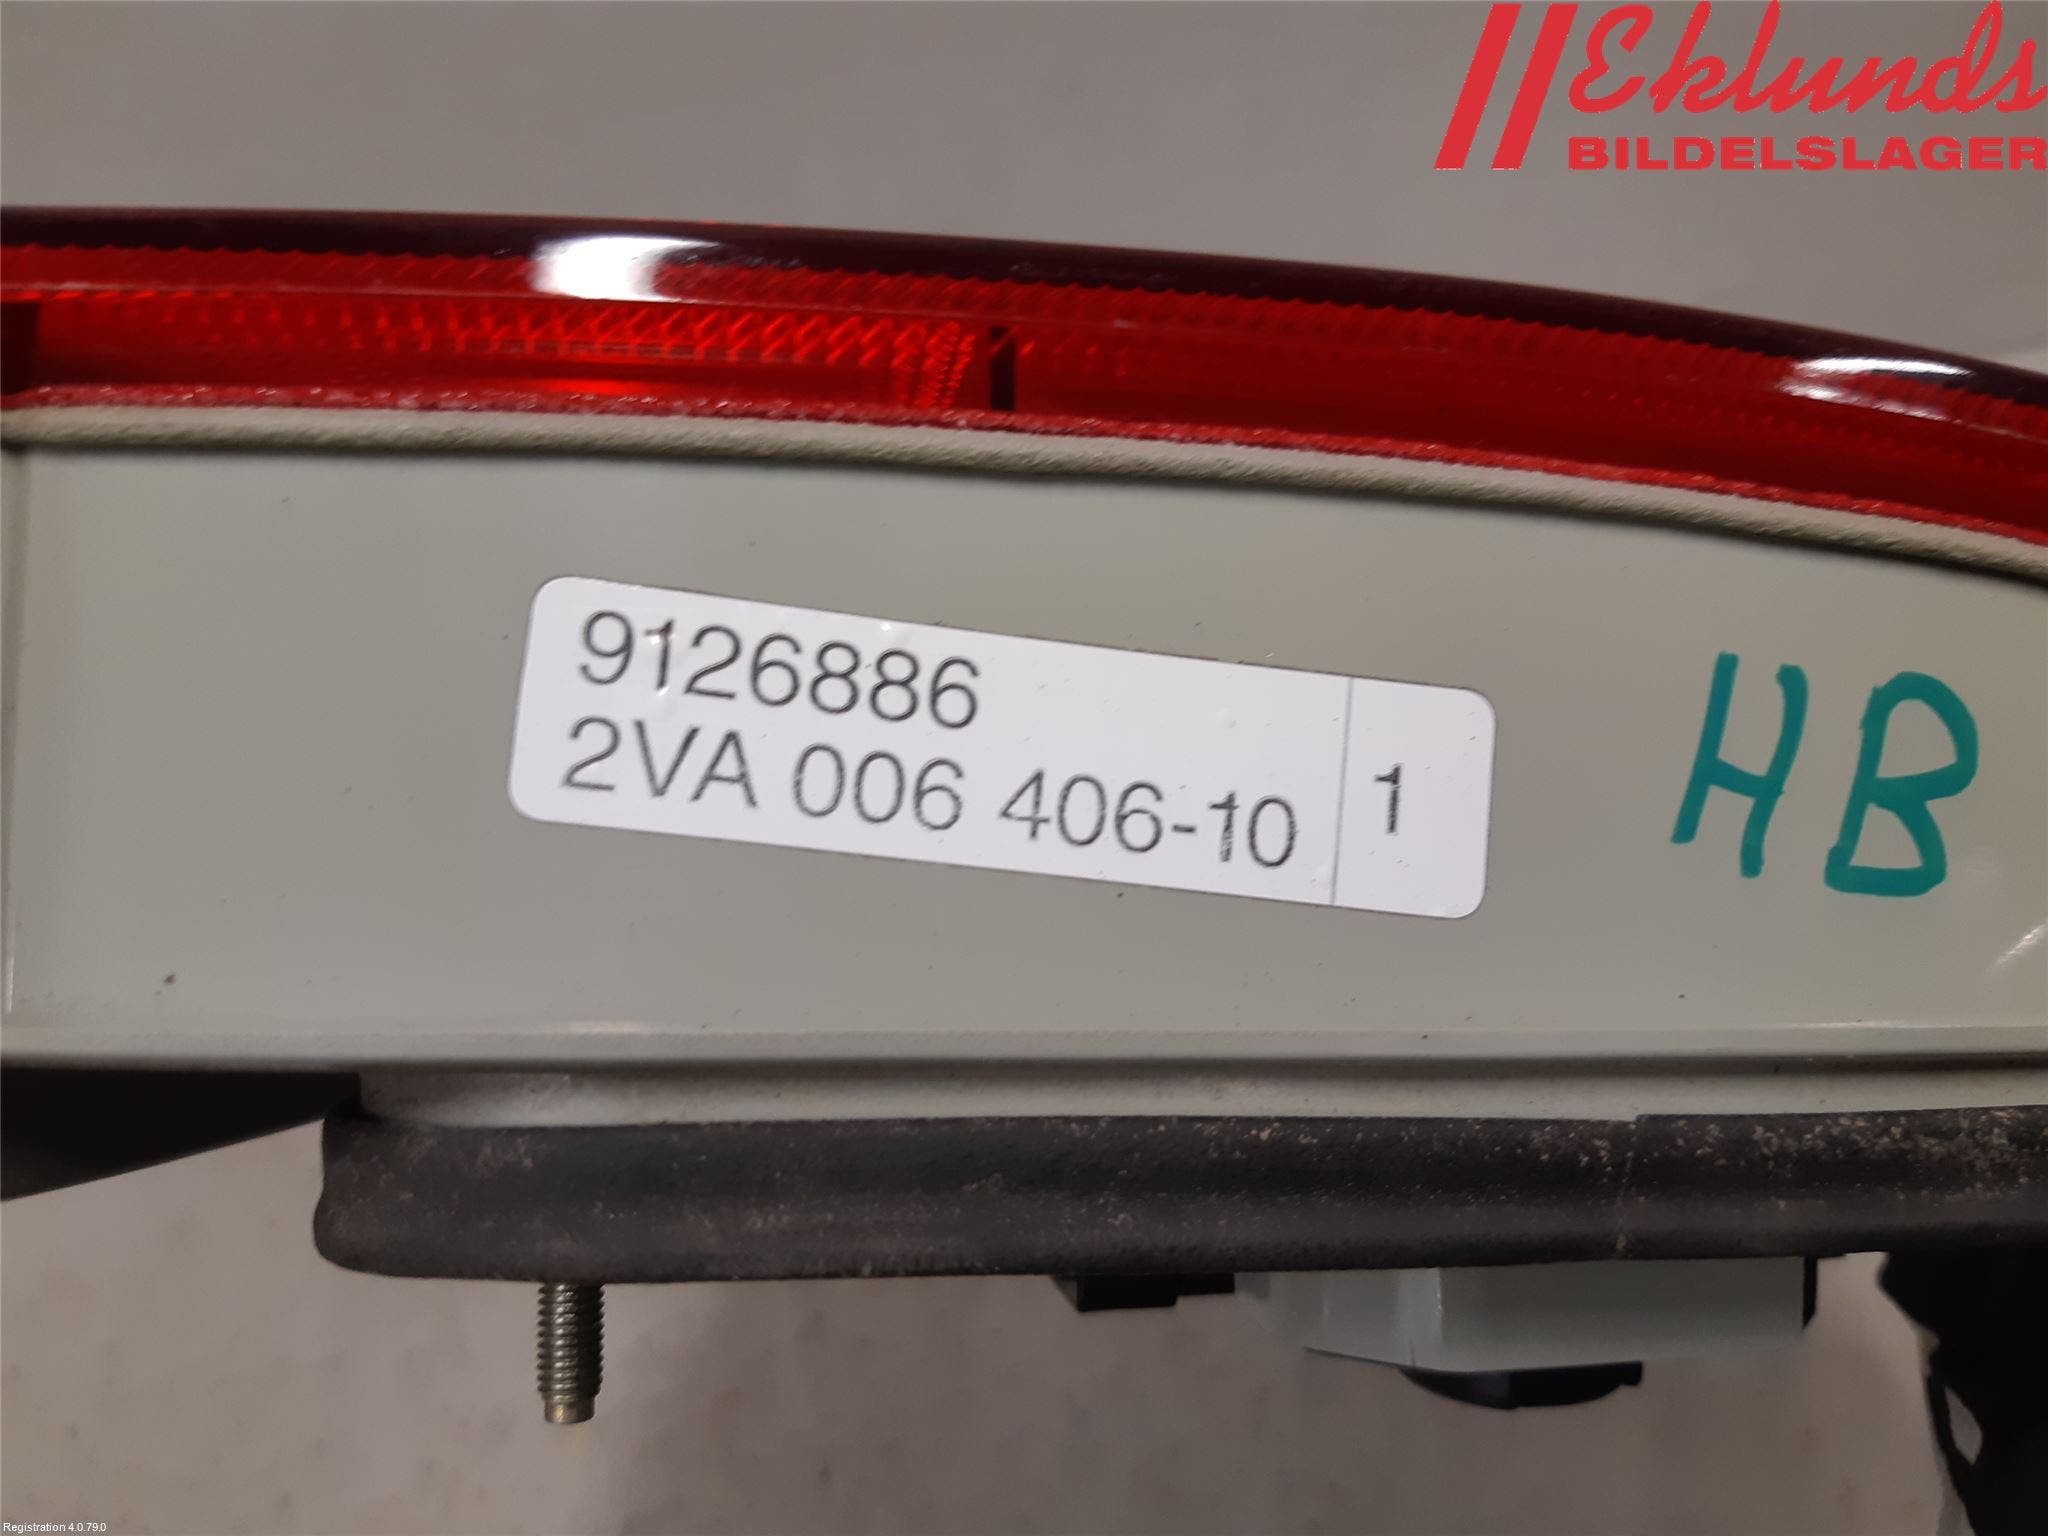 Eklunds
BILDELSLAGER
9126886
2VA 006 406-10
1
HB
Registration 4.0.79.0